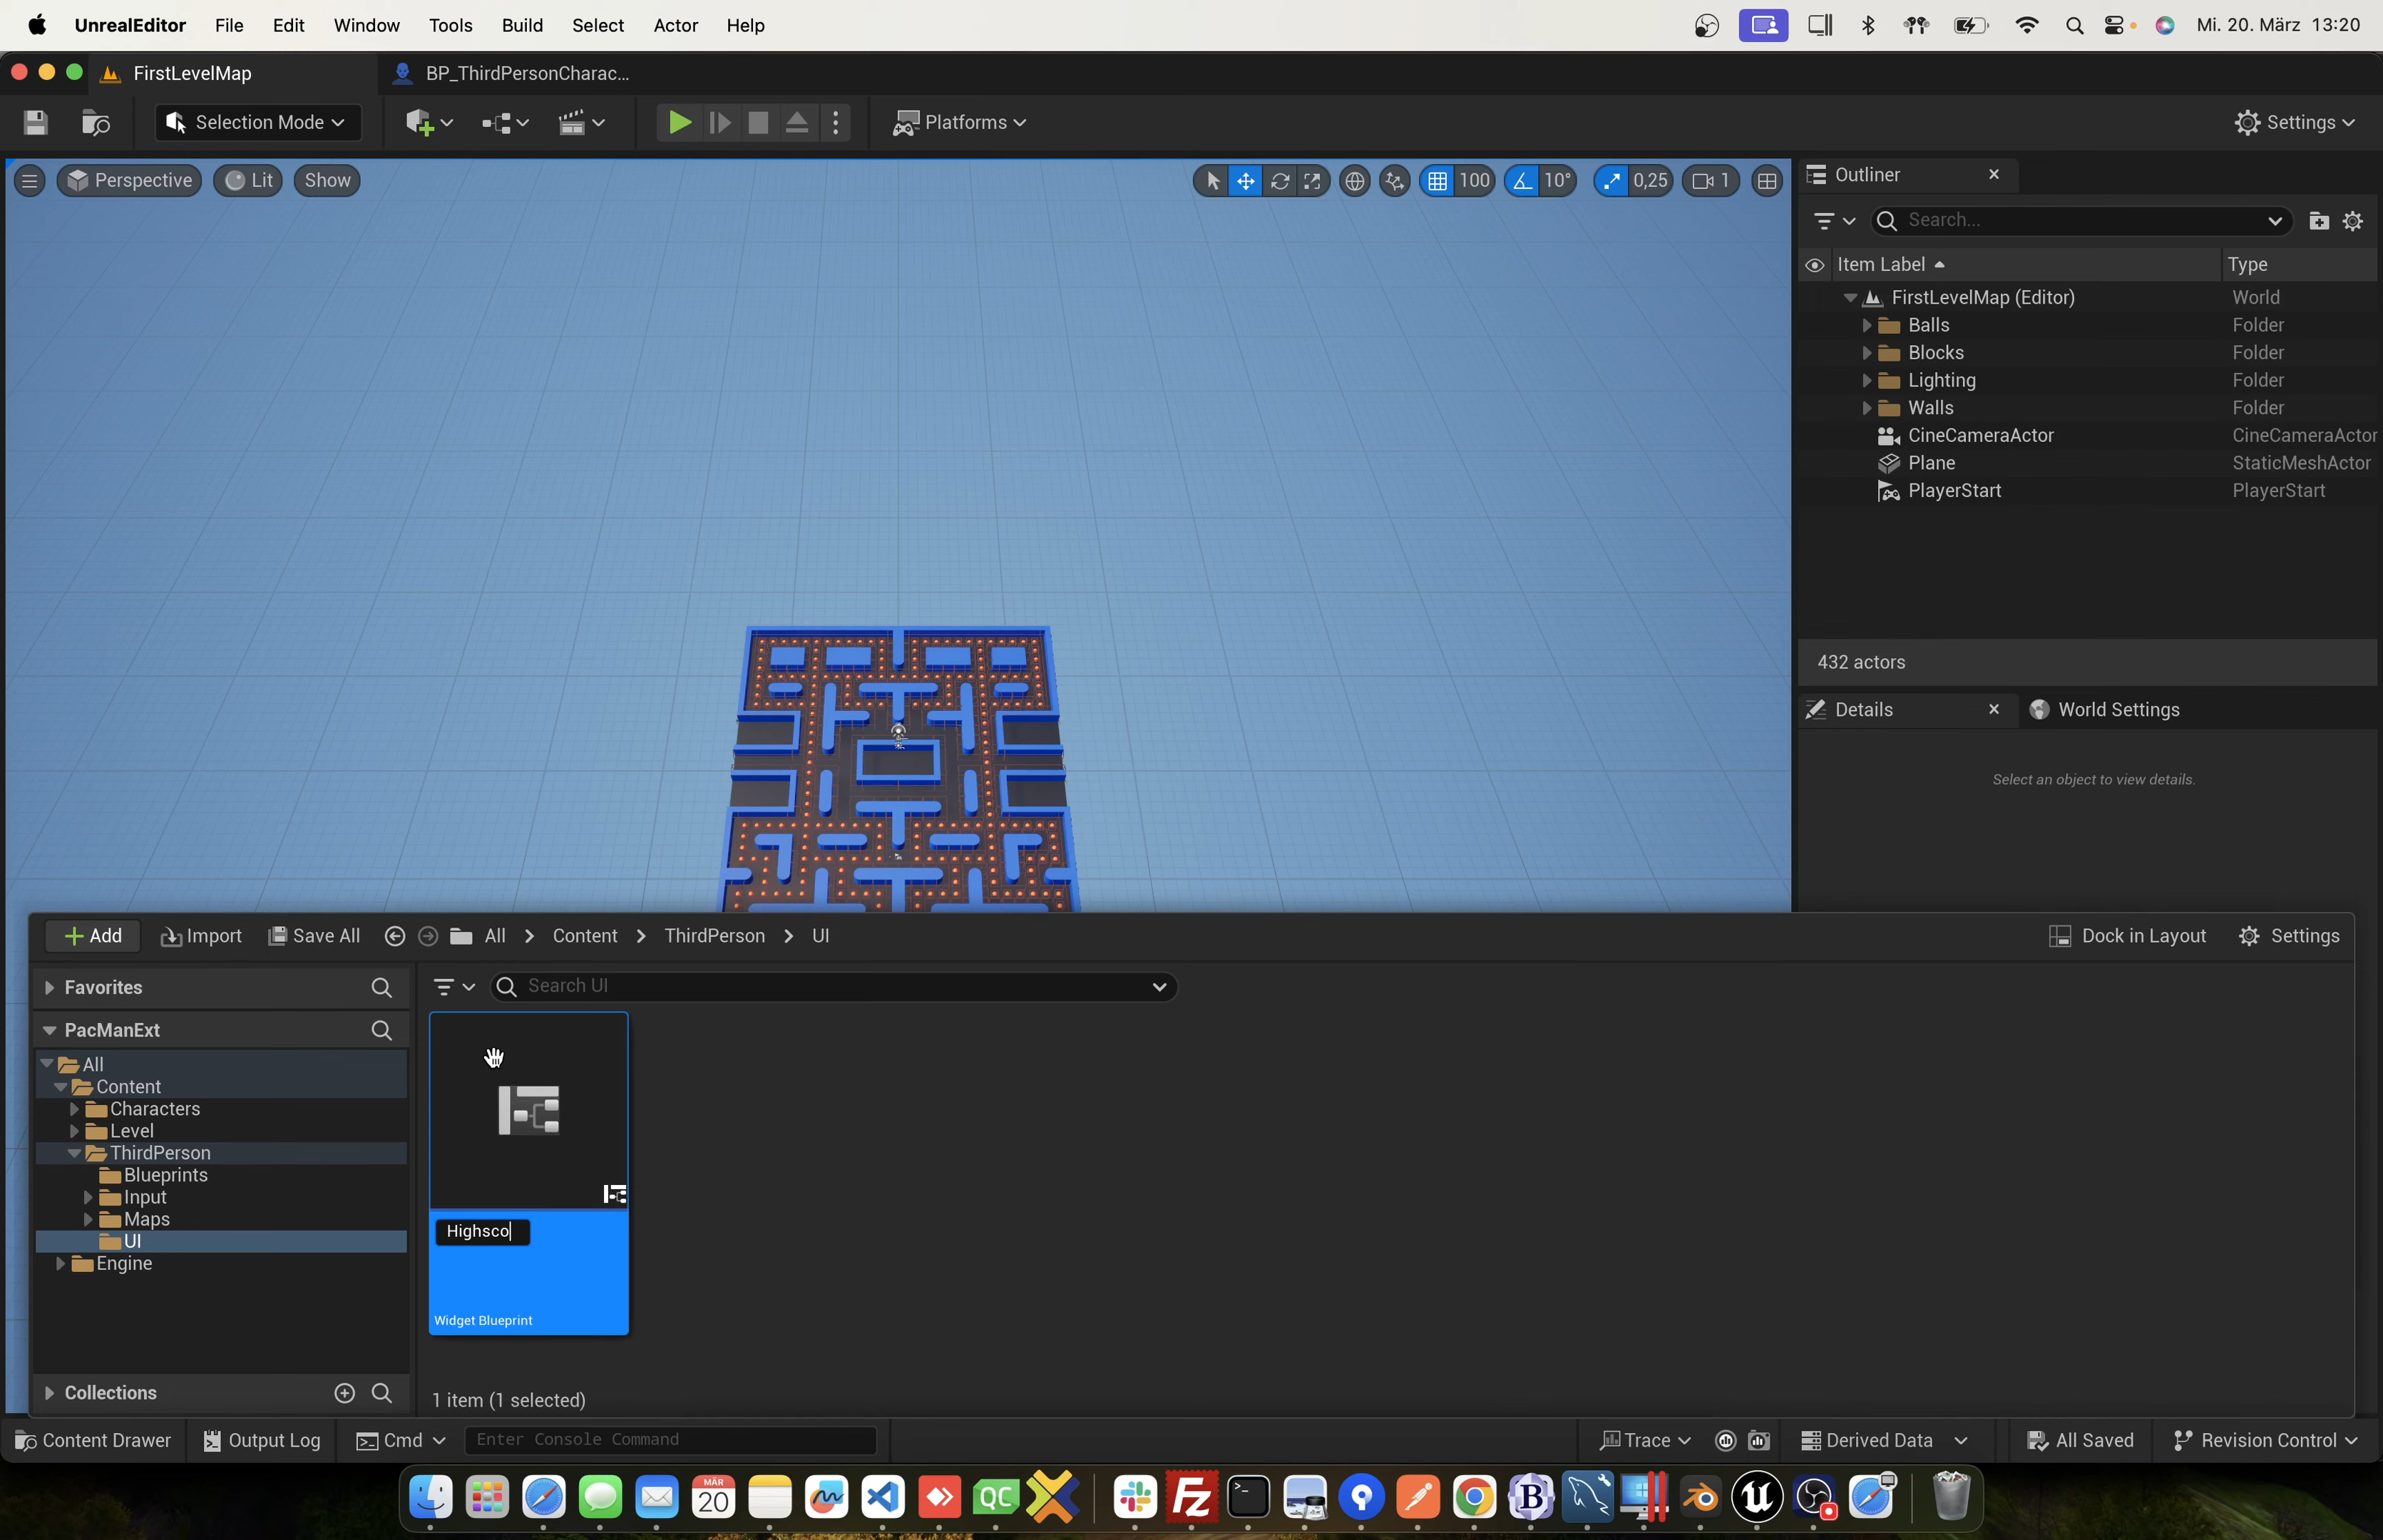 UnrealEditor File Edit Window Tools Build Select Actor Help Mi. 20. März 13:20
FirstLevelMap BP_ThirdPersonCharac...
Selection Mode Platforms Settings
Perspective Lit Show 100 10° 0,25 1
Outliner
Search...
Item Label Type
FirstLevelMap (Editor) World
Balls Folder
Blocks Folder
Lighting Folder
Walls Folder
CineCameraActor CineCameraActor
Plane StaticMeshActor
PlayerStart PlayerStart
432 actors
Details World Settings
Select an object to view details.
Add Import Save All All Content ThirdPerson UI Dock in Layout Settings
Favorites
Search UI
PacManExt
All
Content
Characters
Level
ThirdPerson
Blueprints
Input
Maps
UI
Engine
Highsco
Widget Blueprint
Collections
1 item (1 selected)
Content Drawer Output Log Cmd Enter Console Command Trace Derived Data All Saved Revision Control
MÄR
20
QC
Fz
B